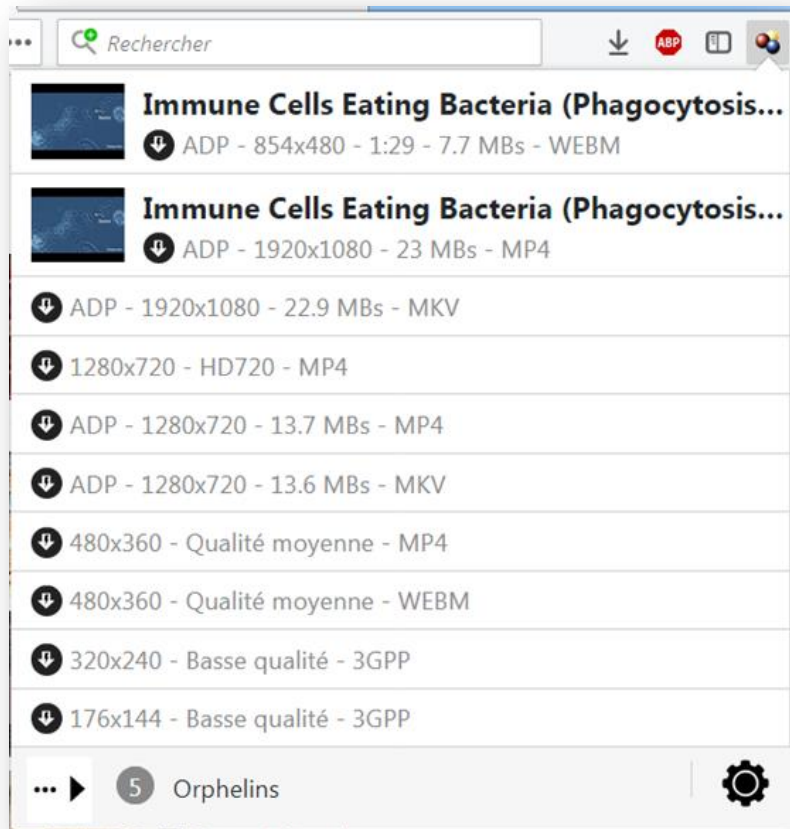 Rechercher
ABP
Immune Cells Eating Bacteria (Phagocytosis...
ADP - 854x480 - 1:29 - 7.7 MBs - WEBM
Immune Cells Eating Bacteria (Phagocytosis...
ADP - 1920x1080 - 23 MBs - MP4
ADP - 1920x1080 - 22.9 MBs - MKV
1280x720 - HD720 - MP4
ADP - 1280x720 - 13.7 MBs - MP4
ADP - 1280x720 - 13.6 MBs - MKV
480x360 - Qualité moyenne - MP4
480x360 - Qualité moyenne - WEBM
320x240 - Basse qualité - 3GPP
176x144 - Basse qualité - 3GPP
5 Orphelins